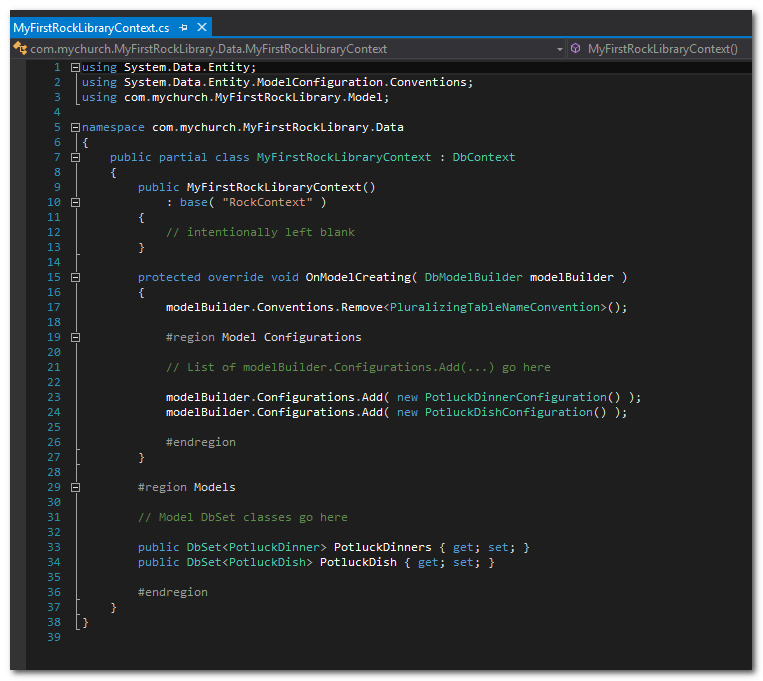 MyFirstRockLibraryContext.cs
com.mychurch.MyFirstRockLibrary.Data.MyFirstRockLibraryContext MyFirstRockLibraryContext()
1 using System.Data.Entity;
2 using System.Data.Entity.ModelConfiguration.Conventions;
3 using com.mychurch.MyFirstRockLibrary.Model;
4
5 namespace com.mychurch.MyFirstRockLibrary.Data
6 {
7 public partial class MyFirstRockLibraryContext : DbContext
8 {
9 public MyFirstRockLibraryContext()
10 : base( "RockContext" )
11 {
12 // intentionally left blank
13 }
14
15 protected override void OnModelCreating( DbModelBuilder modelBuilder )
16 {
17 modelBuilder.Conventions.Remove<PluralizingTableNameConvention>();
18
19 #region Model Configurations
20
21 // List of modelBuilder.Configurations.Add(...) go here
22
23 modelBuilder.Configurations.Add( new PotluckDinnerConfiguration() );
24 modelBuilder.Configurations.Add( new PotluckDishConfiguration() );
25
26 #endregion
27 }
28
29 #region Models
30
31 // Model DbSet classes go here
32
33 public DbSet<PotluckDinner> PotluckDinners { get; set; }
34 public DbSet<PotluckDish> PotluckDish { get; set; }
35
36 #endregion
37 }
38 }
39